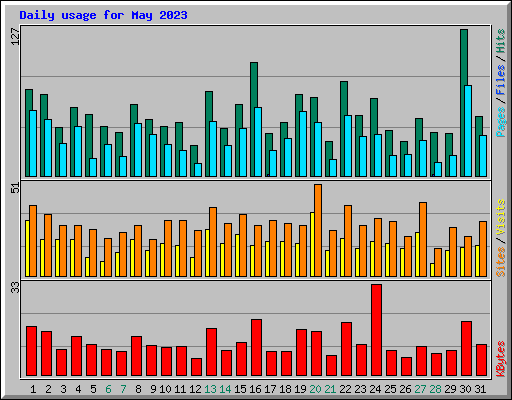 Daily usage for May 2023
127
51
33
Pages/Files/Hits
Sites/Visits
KBytes
1 2 3 4 5 6 7 8 9 10 11 12 13 14 15 16 17 18 19 20 21 22 23 24 25 26 27 28 29 30 31